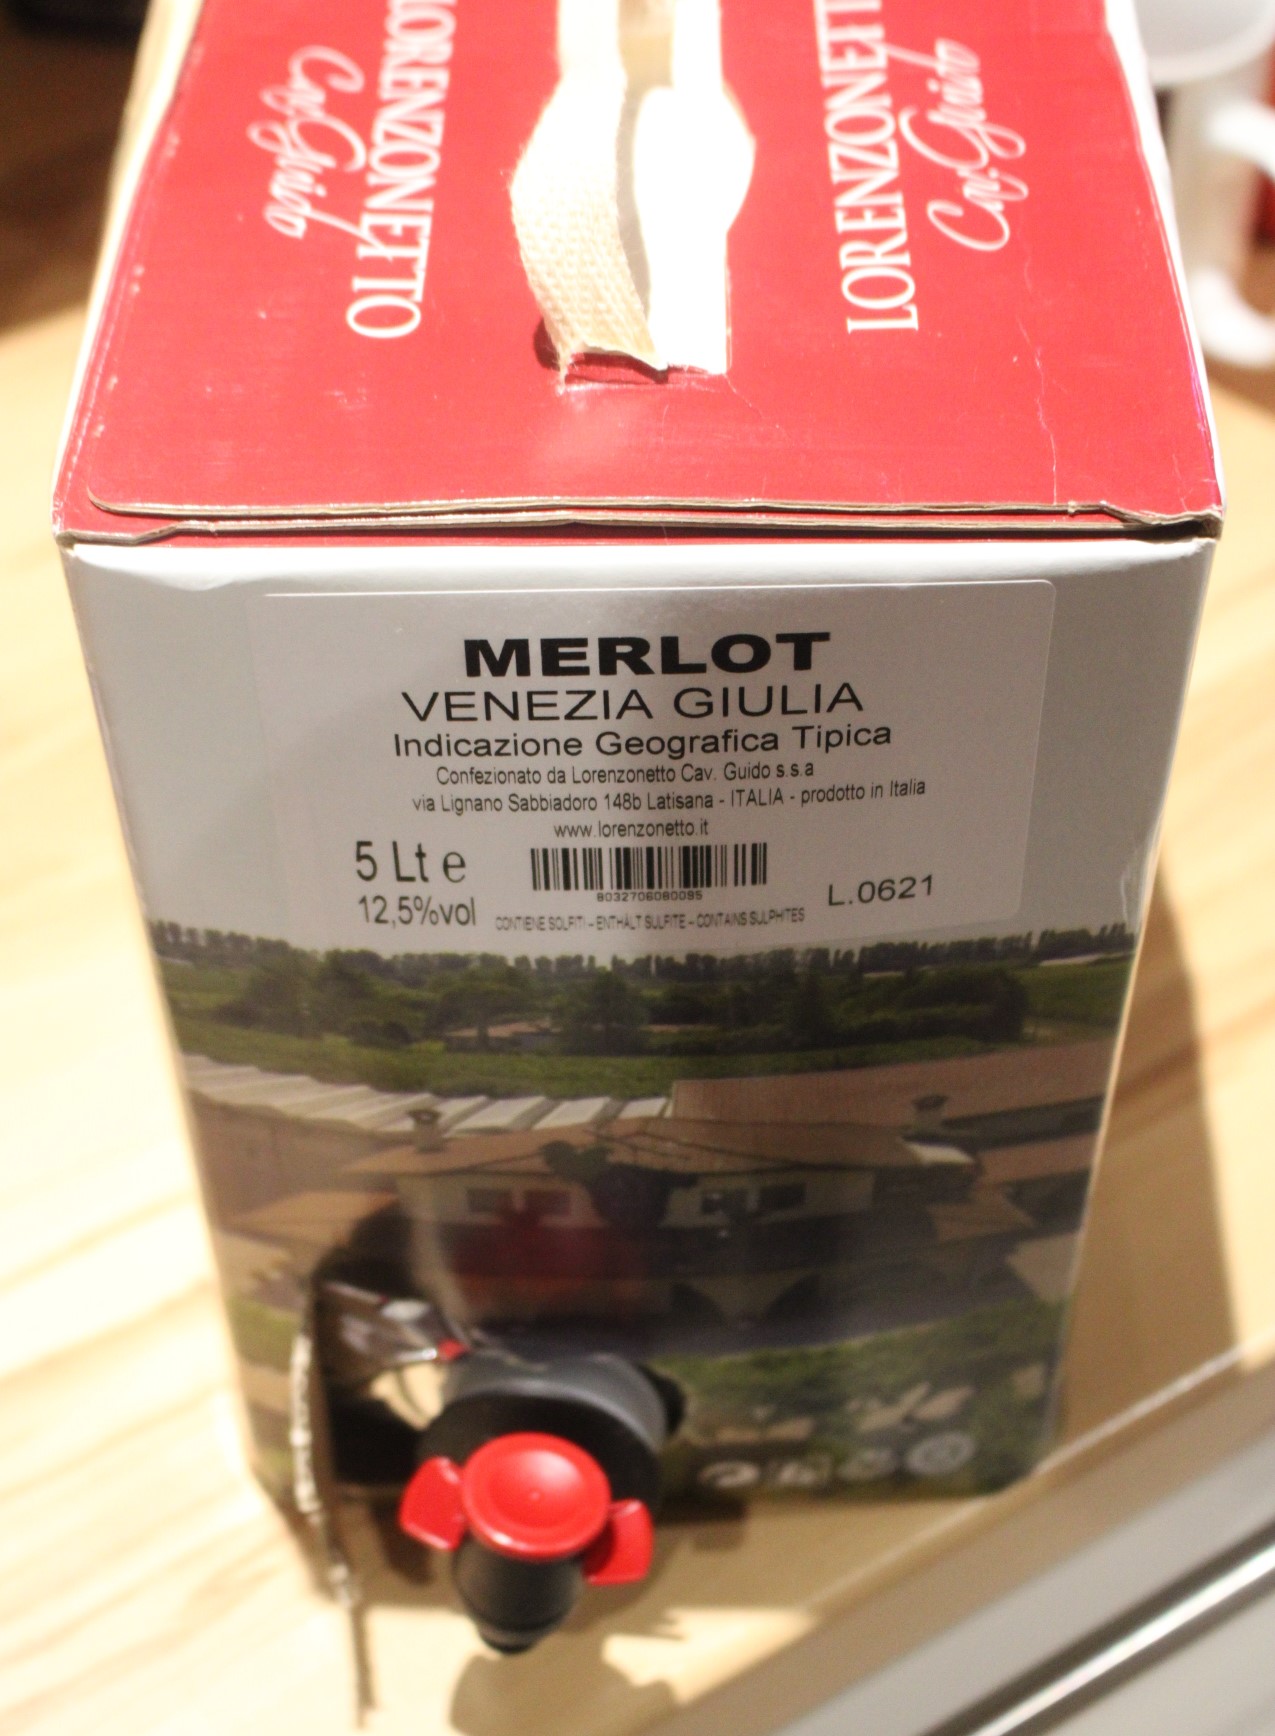 LORENZONETTO
Cav. Guido
LORENZONETT
Cav. Guido
MERLOT
VENEZIA GIULIA
Indicazione Geografica Tipica
Confezionato da Lorenzonetto Cav. Guido s.s.a
via Lignano Sabbiadoro 148b Latisana - ITALIA - prodotto in Italia
www.lorenzonetto.it
5 Lt e
12,5%vol
8032706080095
L.0621
CONTIENE SOLFITI – ENTHÄLT SULFITE – CONTAINS SULPHITES